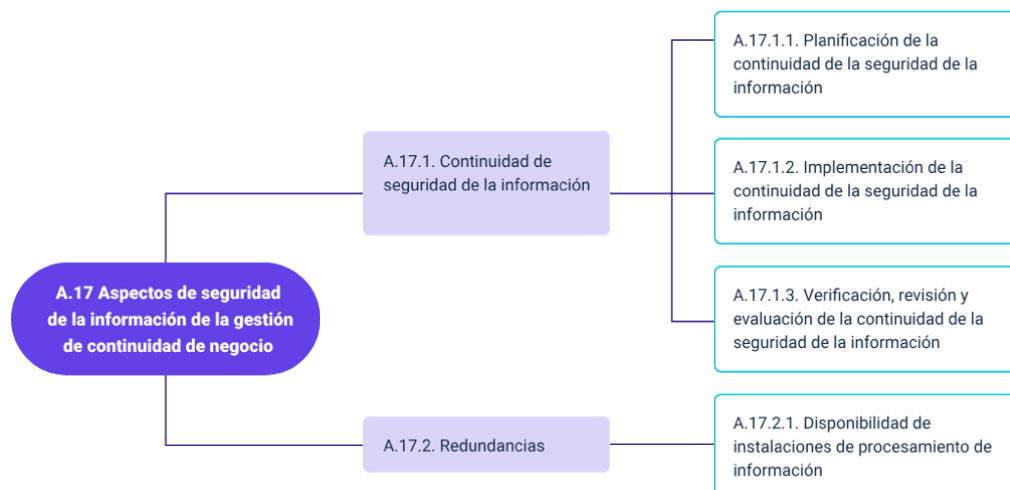 A.17 Aspectos de seguridad
de la información de la gestión
de continuidad de negocio
A.17.1. Continuidad de
seguridad de la información
A.17.1.1. Planificación de la
continuidad de la seguridad de la
información
A.17.1.2. Implementación de la
continuidad de la seguridad de la
información
A.17.1.3. Verificación, revisión y
evaluación de la continuidad de la
seguridad de la información
A.17.2. Redundancias
A.17.2.1. Disponibilidad de
instalaciones de procesamiento de
información